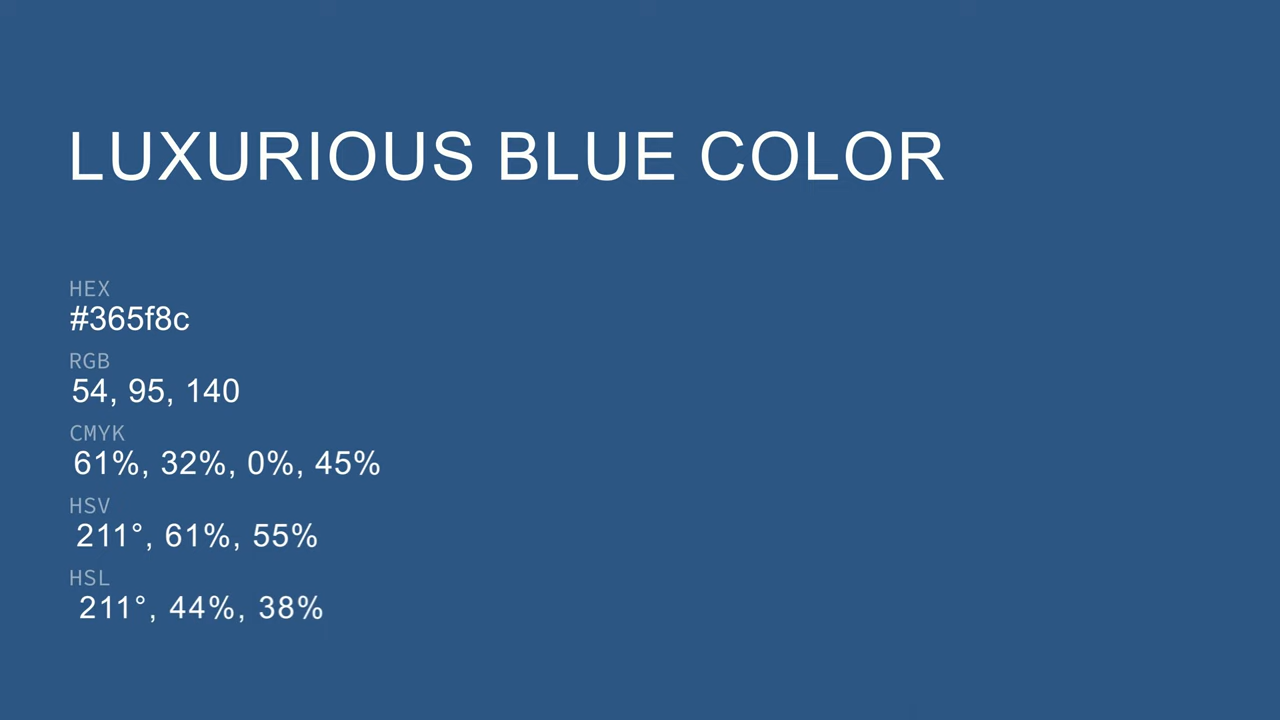 LUXURIOUS BLUE COLOR
HEX
#365f8c
RGB
54, 95, 140
CMYK
61%, 32%, 0%, 45%
HSV
211°, 61%, 55%
HSL
211°, 44%, 38%